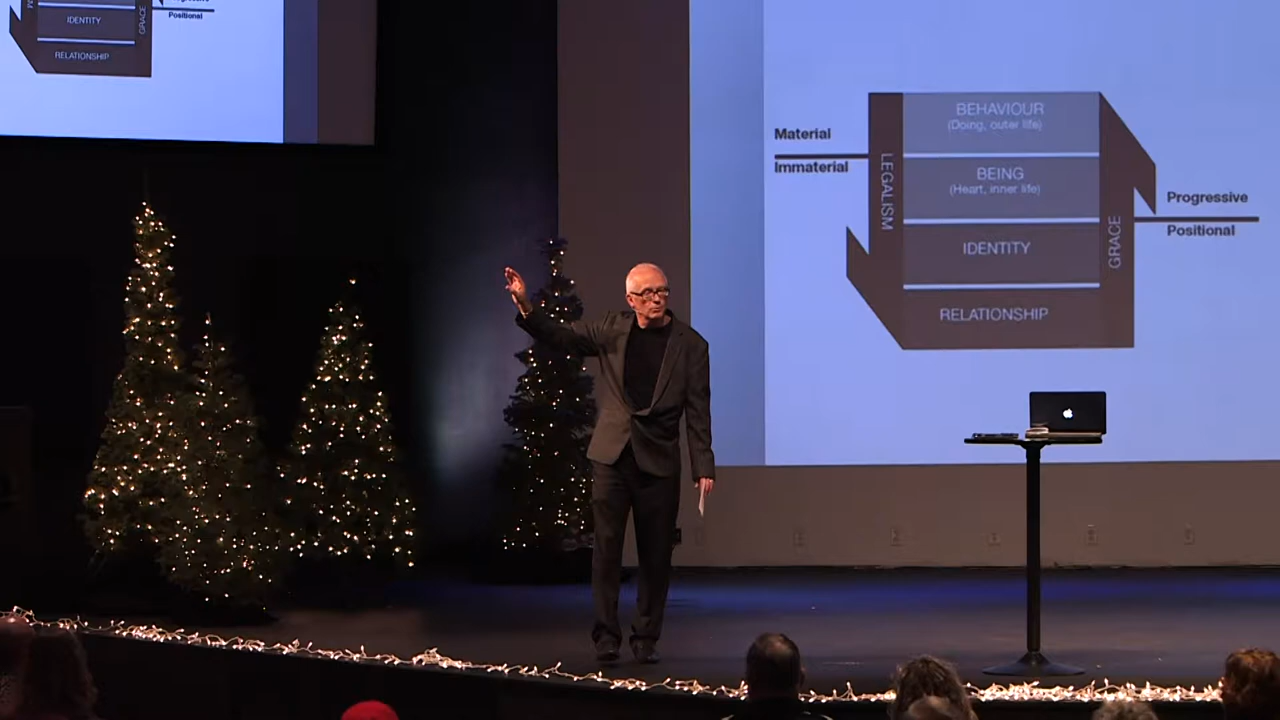 Positional
IDENTITY
GRACE
RELATIONSHIP
BEHAVIOUR
(Doing, outer life)
Material
Immaterial
LEGALISM
BEING
(Heart, inner life)
Progressive
Positional
IDENTITY
GRACE
RELATIONSHIP